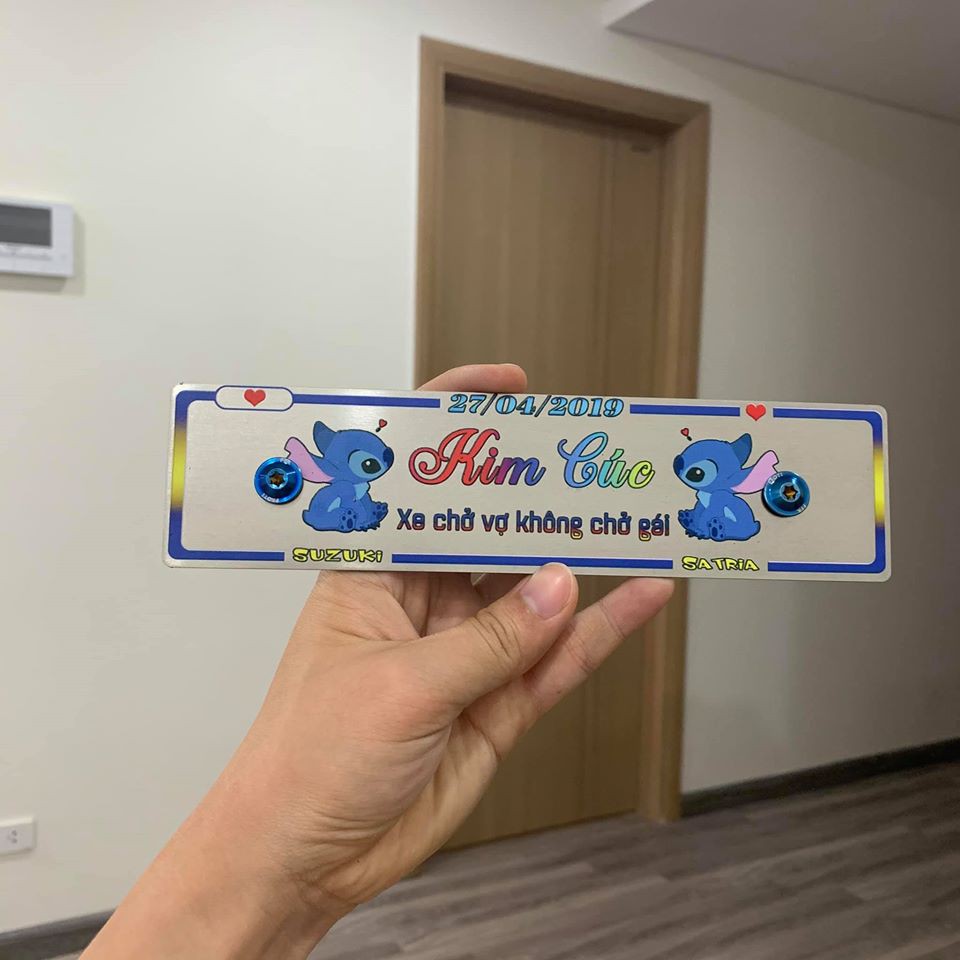 27/04/2019
Kim Cúc
Xe chở vợ không chở gái
SUZUKi
SATRiA